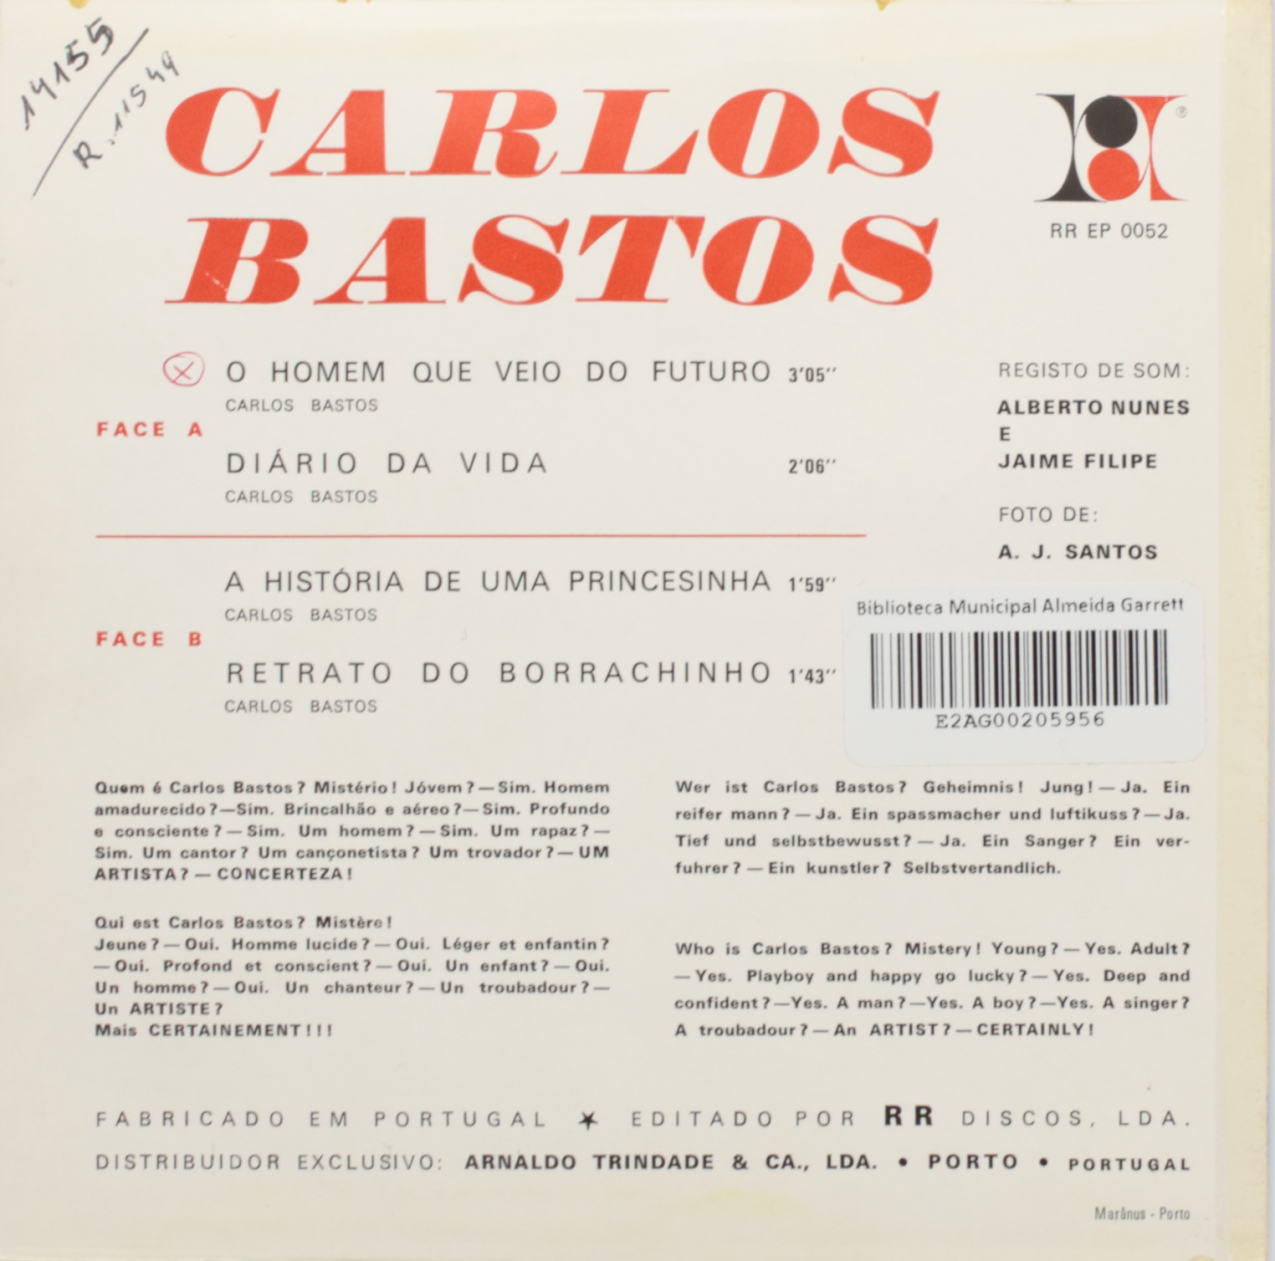 14155
R.11549
CARLOS
BASTOS
®
RR EP 0052
O HOMEM QUE VEIO DO FUTURO 3'05''
CARLOS BASTOS
FACE A
DIÁRIO DA VIDA 2'06''
CARLOS BASTOS
A HISTÓRIA DE UMA PRINCESINHA 1'59''
CARLOS BASTOS
FACE B
RETRATO DO BORRACHINHO 1'43''
CARLOS BASTOS
REGISTO DE SOM:
ALBERTO NUNES
E
JAIME FILIPE
FOTO DE:
A. J. SANTOS
Biblioteca Municipal Almeida Garrett
E2AG00205956
Quem é Carlos Bastos? Mistério! Jóvem?—Sim. Homem
amadurecido?—Sim. Brincalhão e aéreo?—Sim. Profundo
e consciente?—Sim. Um homem?—Sim. Um rapaz?—
Sim. Um cantor? Um cançonetista? Um trovador?—UM
ARTISTA?—CONCERTEZA!
Qui est Carlos Bastos? Mistère!
Jeune?—Oui. Homme lucide?—Oui. Léger et enfantin?
—Oui. Profond et conscient?—Oui. Un enfant?—Oui.
Un homme?—Oui. Un chanteur?—Un troubadour?—
Un ARTISTE?
Mais CERTAINEMENT!!!
Wer ist Carlos Bastos? Geheimnis! Jung!—Ja. Ein
reifer mann?—Ja. Ein spassmacher und luftikuss?—Ja.
Tief und selbstbewusst?—Ja. Ein Sanger? Ein ver-
fuhrer?—Ein kunstler? Selbstvertandlich.
Who is Carlos Bastos? Mistery! Young?—Yes. Adult?
—Yes. Playboy and happy go lucky?—Yes. Deep and
confident?—Yes. A man?—Yes. A boy?—Yes. A singer?
A troubadour?—An ARTIST?—CERTAINLY!
FABRICADO EM PORTUGAL ★ EDITADO POR RR DISCOS, LDA.
DISTRIBUIDOR EXCLUSIVO: ARNALDO TRINDADE & CA., LDA. • PORTO • PORTUGAL
Marânus - Porto